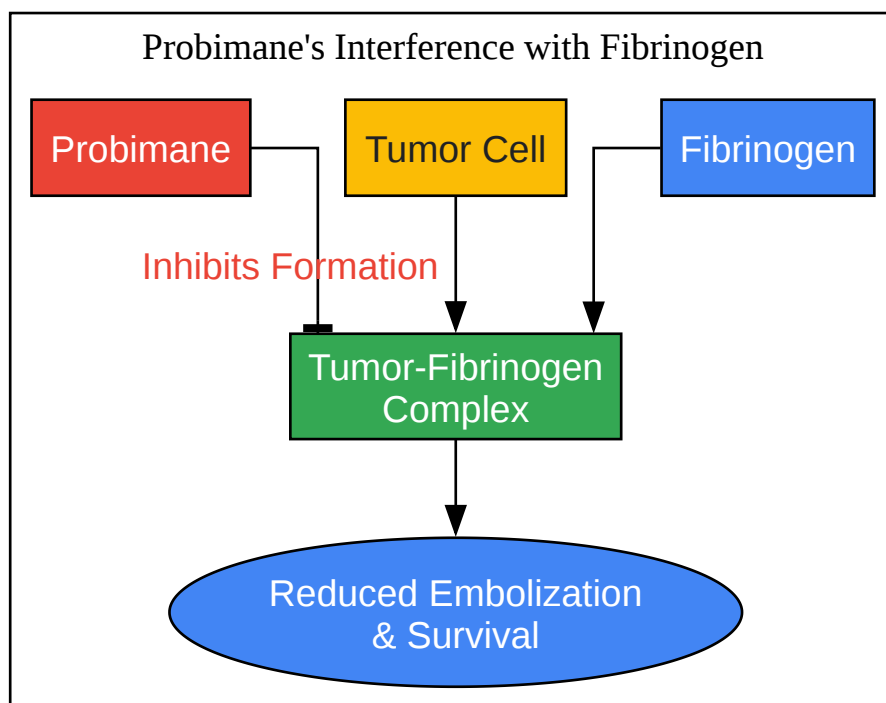 Probimane's Interference with Fibrinogen
Probimane
Tumor Cell
Fibrinogen
Inhibits Formation
Tumor-Fibrinogen
Complex
Reduced Embolization
& Survival